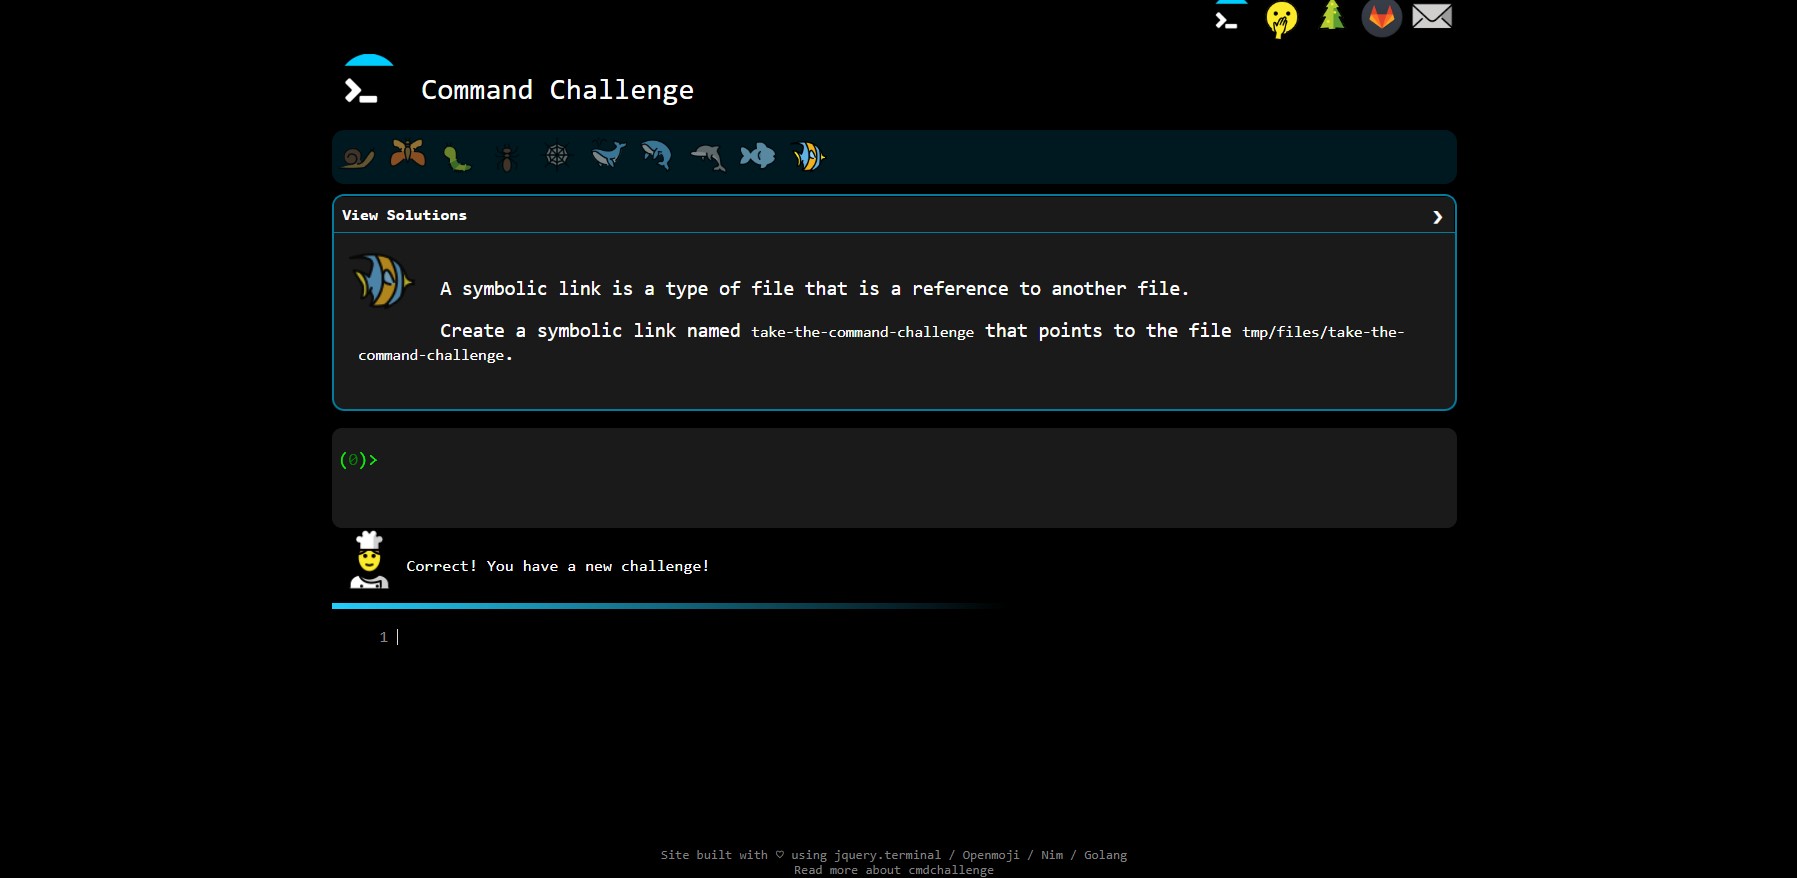 Command Challenge
View Solutions
A symbolic link is a type of file that is a reference to another file.
Create a symbolic link named take-the-command-challenge that points to the file tmp/files/take-the-
command-challenge.
(0)>
Correct! You have a new challenge!
1
Site built with ♡ using jquery.terminal / Openmoji / Nim / Golang
Read more about cmdchallenge